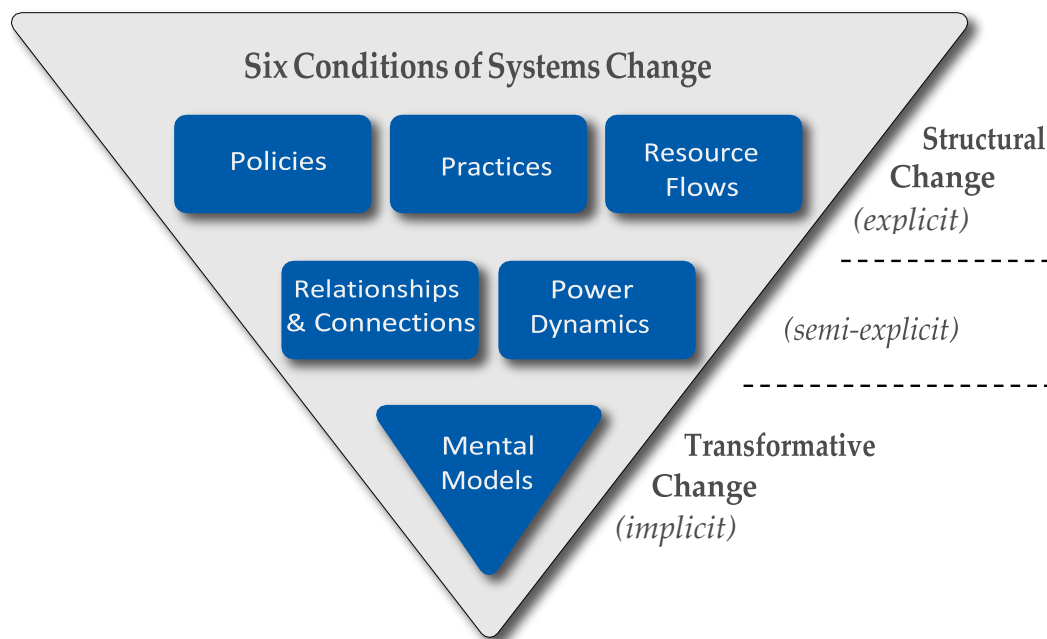 Six Conditions of Systems Change
Policies
Practices
Resource
Flows
Structural
Change
(explicit)
Relationships
& Connections
Power
Dynamics
(semi-explicit)
Mental
Models
Transformative
Change
(implicit)